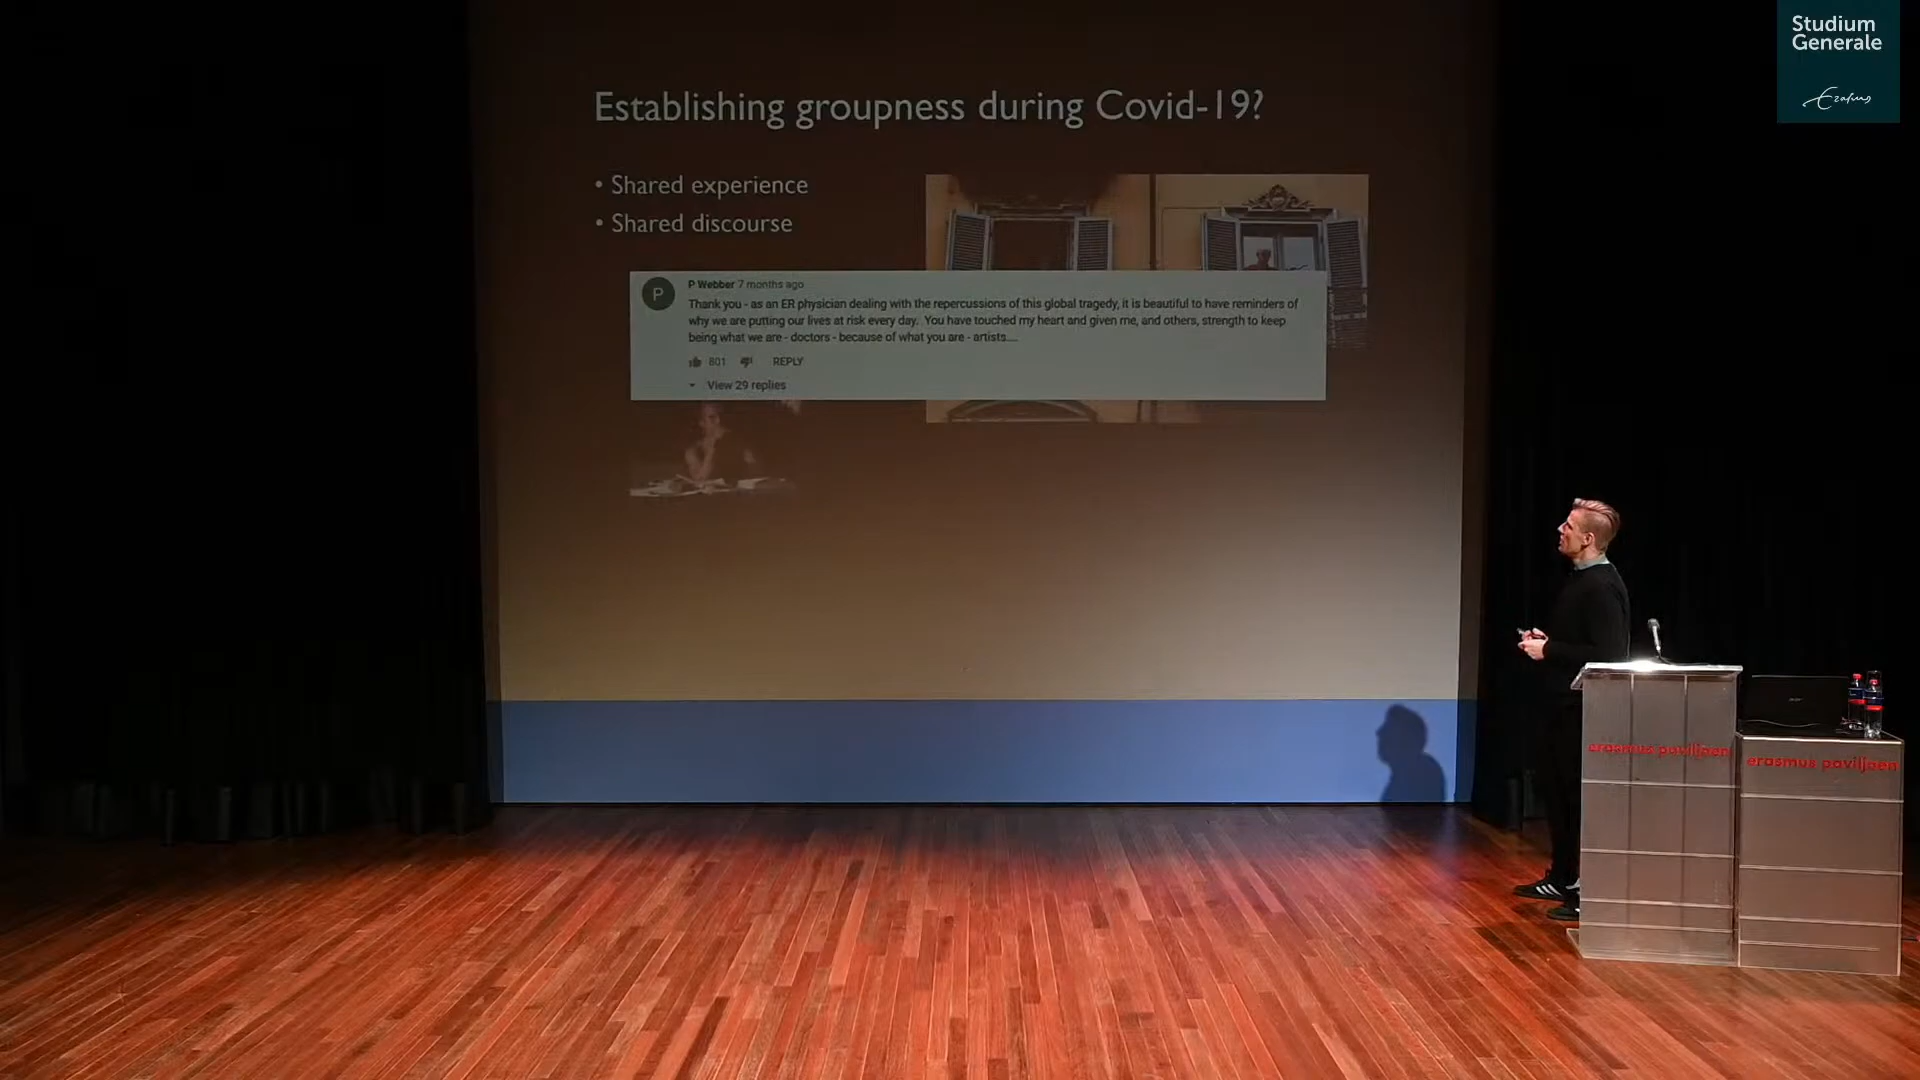 Studium
Generale
Erasmus
Establishing groupness during Covid-19?
• Shared experience
• Shared discourse
P
P Webber 7 months ago
Thank you - as an ER physician dealing with the repercussions of this global tragedy, it is beautiful to have reminders of
why we are putting our lives at risk every day. You have touched my heart and given me, and others, strength to keep
being what we are - doctors - because of what you are - artists....
801 REPLY
View 29 replies
erasmus paviljoen
erasmus paviljoen